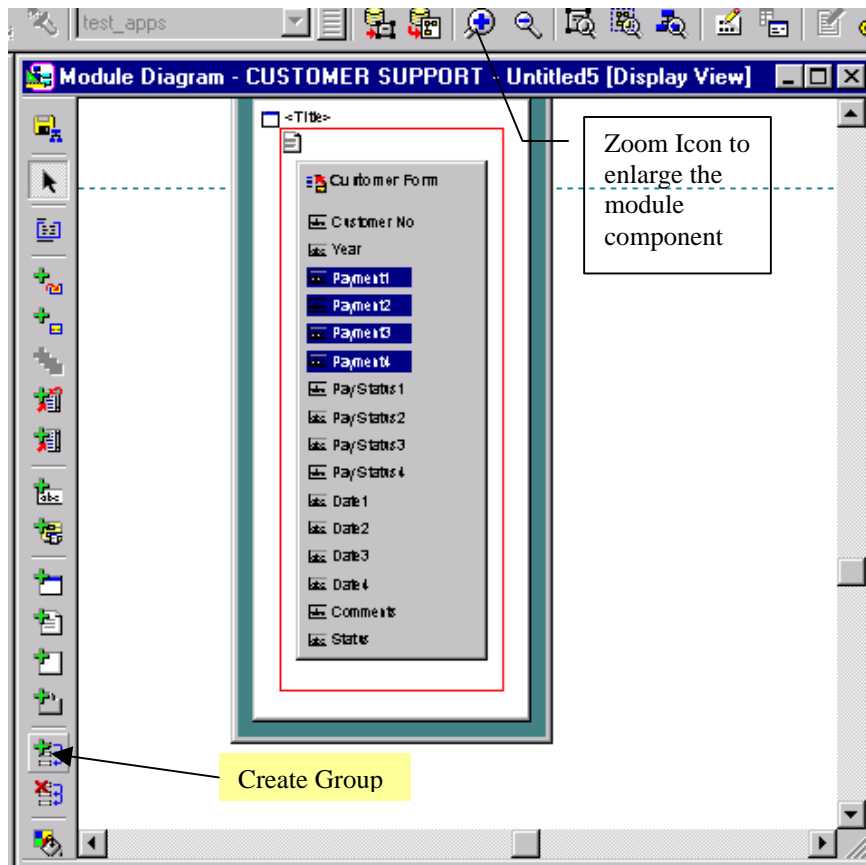 test_apps
Module Diagram - CUSTOMER SUPPORT - Untitled5 [Display View]
<Title>
Zoom Icon to
enlarge the
module
component
Customer Form
Customer No
Year
Payment1
Payment2
Payment3
Payment4
PayStatus1
PayStatus2
PayStatus3
PayStatus4
Date1
Date2
Date3
Date4
Comments
Status
Create Group